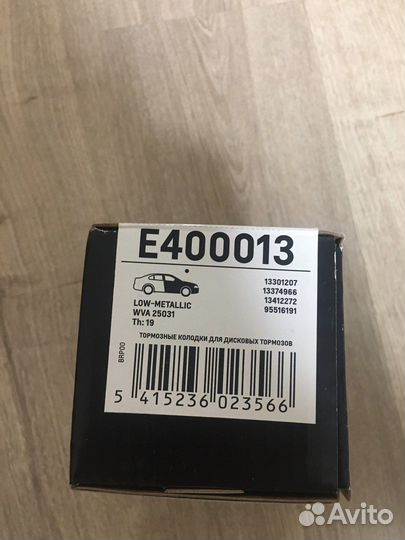 E400013
13301207
13374966
13412272
95516191
LOW-METALLIC
WVA 25031
Th: 19
ТОРМОЗНЫЕ КОЛОДКИ ДЛЯ ДИСКОВЫХ ТОРМОЗОВ
BRP00
5 415236 023566
Avito